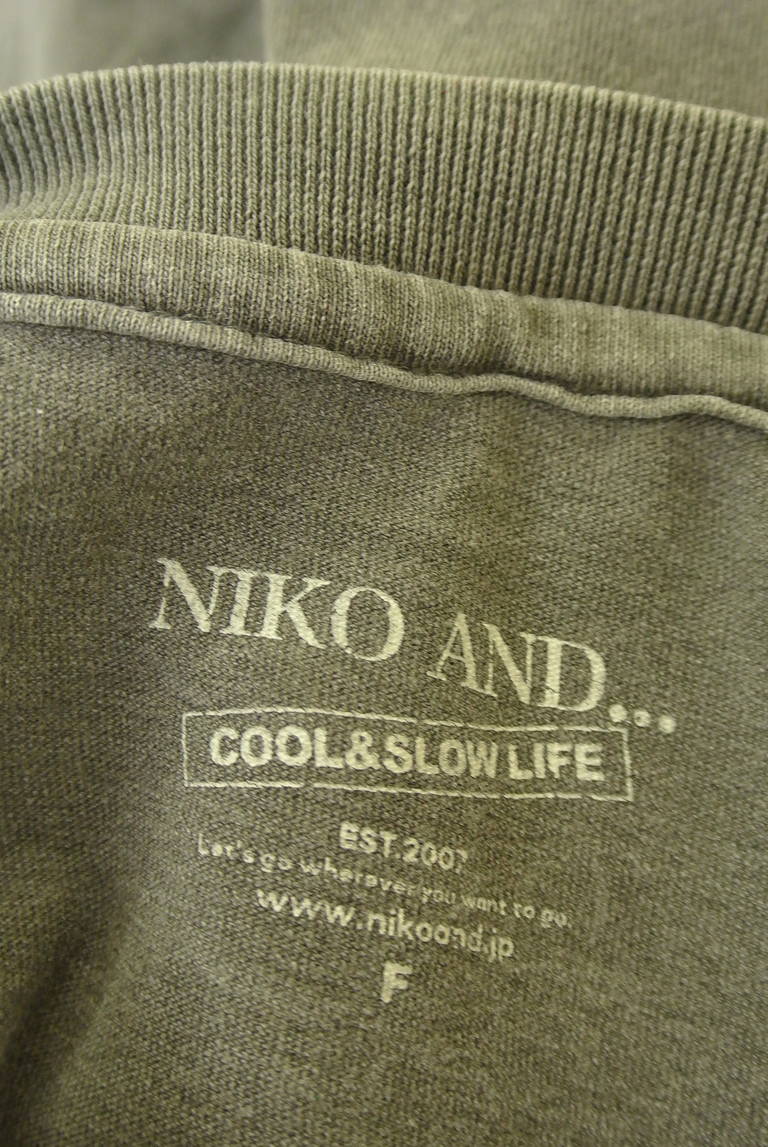 NIKO AND...
COOL&SLOW LIFE
EST.2007
Let's go wherever you want to go.
www.nikoand.jp
F